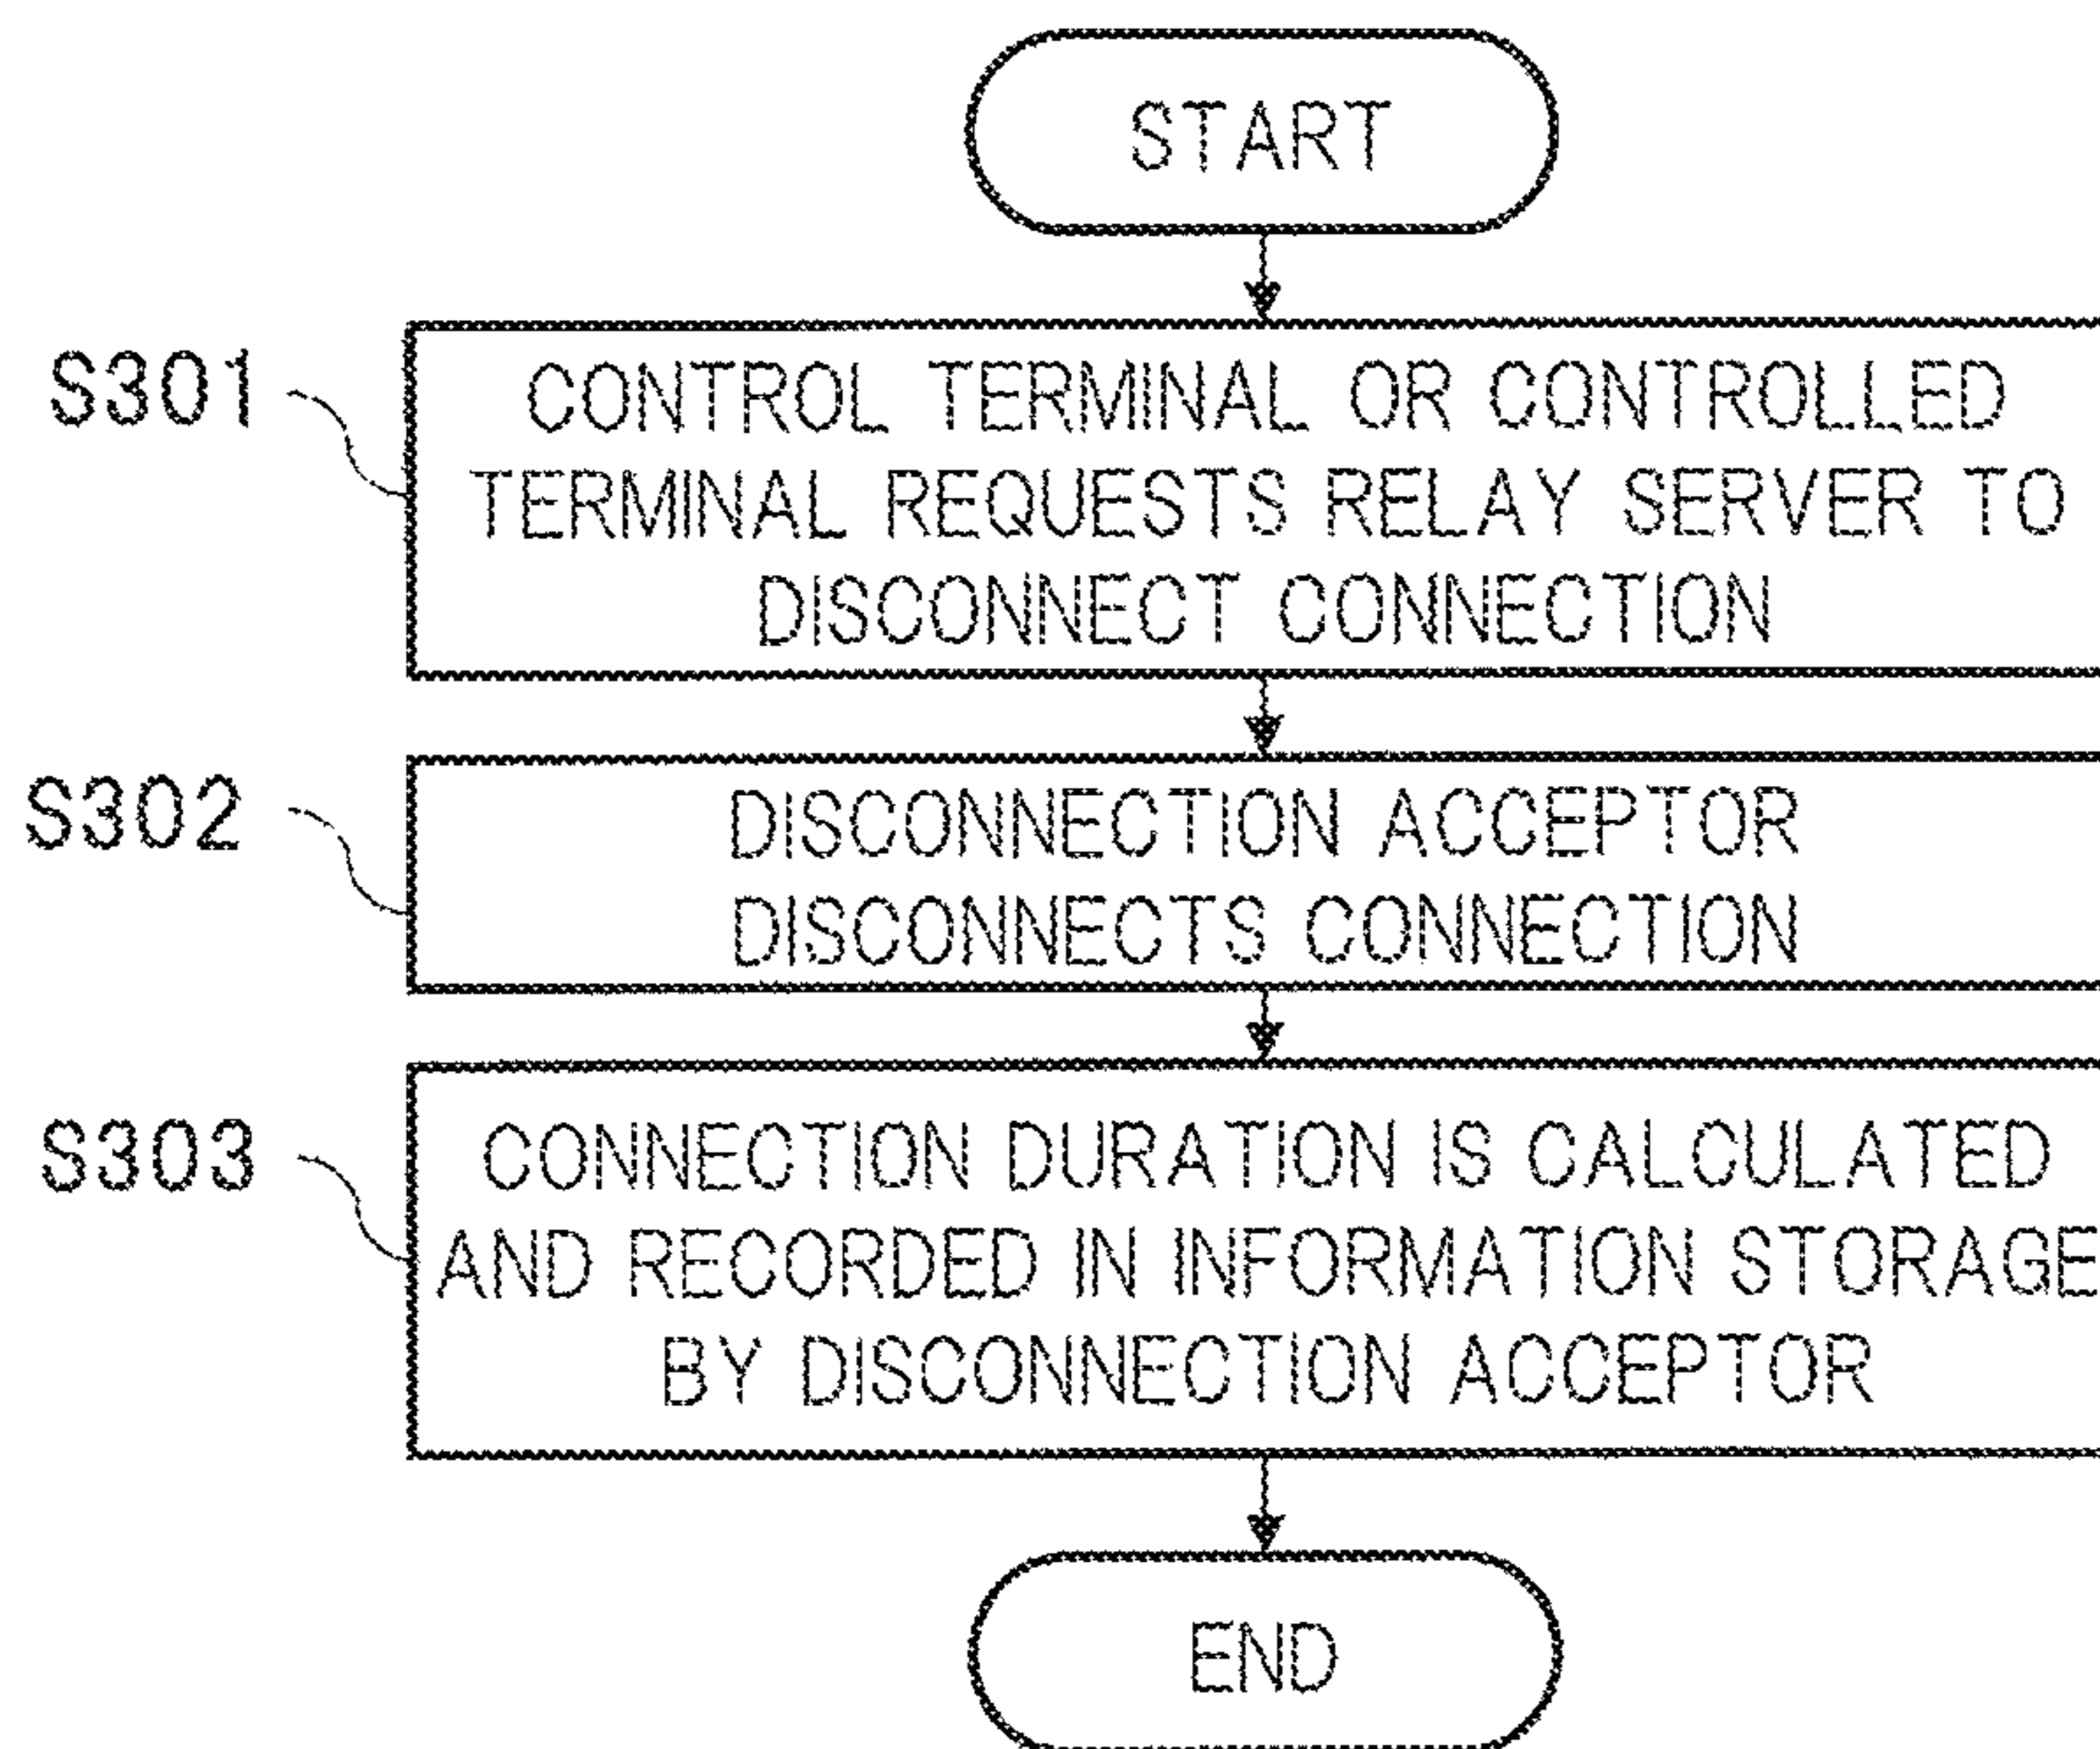 START
S301
CONTROL TERMINAL OR CONTROLLED
TERMINAL REQUESTS RELAY SERVER TO
DISCONNECT CONNECTION
S302
DISCONNECTION ACCEPTOR
DISCONNECTS CONNECTION
S303
CONNECTION DURATION IS CALCULATED
AND RECORDED IN INFORMATION STORAGE
BY DISCONNECTION ACCEPTOR
END